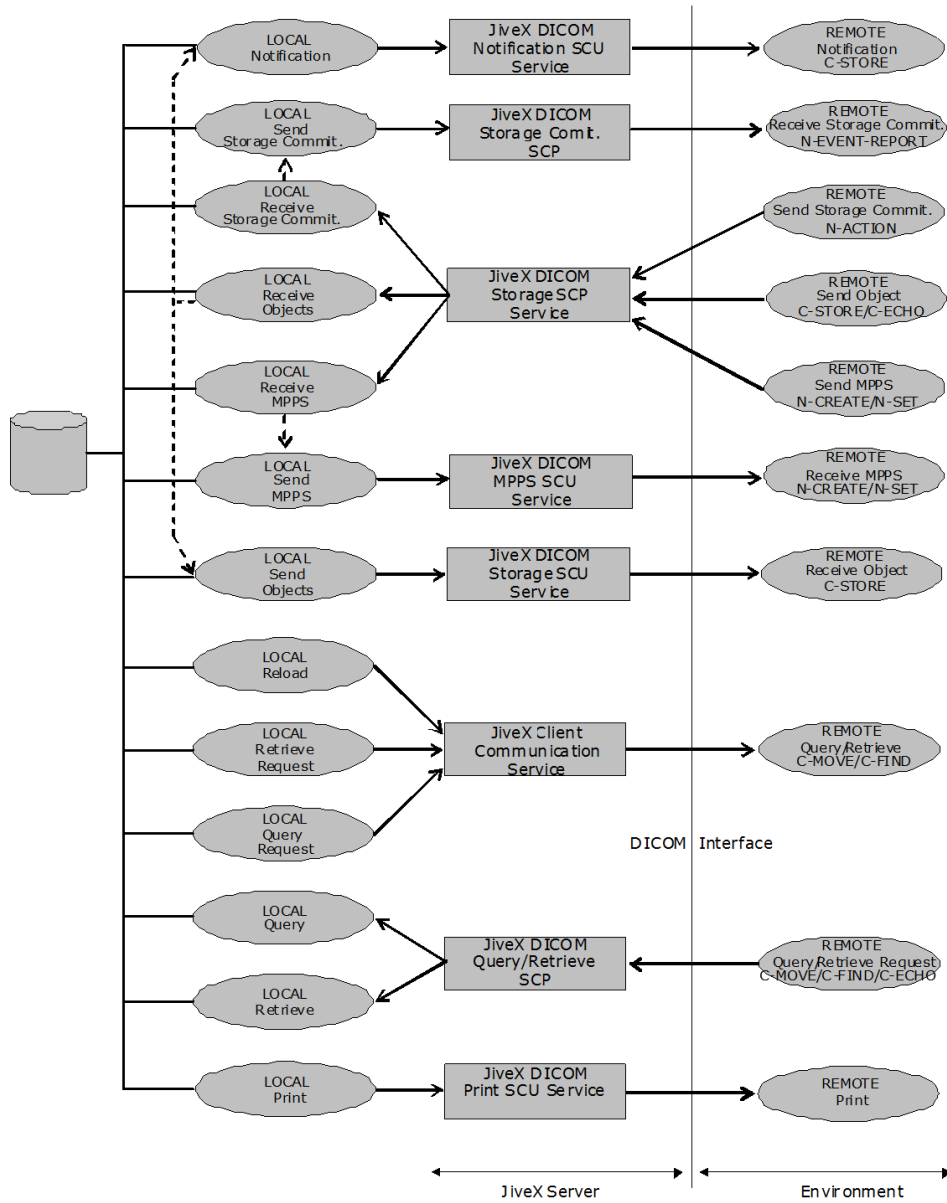 LOCAL
Notification
JiveX DICOM
Notification SCU
Service
REMOTE
Notification
C-STORE
LOCAL
Send
Storage Commit.
JiveX DICOM
Storage Comit.
SCP
REMOTE
Receive Storage Commit.
N-EVENT-REPORT
LOCAL
Receive
Storage Commit.
REMOTE
Send Storage Commit.
N-ACTION
LOCAL
Receive
Objects
JiveX DICOM
Storage SCP
Service
REMOTE
Send Object
C-STORE/C-ECHO
LOCAL
Receive
MPPS
REMOTE
Send MPPS
N-CREATE/N-SET
LOCAL
Send
MPPS
JiveX DICOM
MPPS SCU
Service
REMOTE
Receive MPPS
N-CREATE/N-SET
LOCAL
Send
Objects
JiveX DICOM
Storage SCU
Service
REMOTE
Receive Object
C-STORE
LOCAL
Reload
LOCAL
Retrieve
Request
JiveX Client
Communication
Service
REMOTE
Query/Retrieve
C-MOVE/C-FIND
LOCAL
Query
Request
DICOM Interface
LOCAL
Query
JiveX DICOM
Query/Retrieve
SCP
REMOTE
Query/Retrieve Request
C-MOVE/C-FIND/C-ECHO
LOCAL
Retrieve
LOCAL
Print
JiveX DICOM
Print SCU Service
REMOTE
Print
JiveX Server
Environment